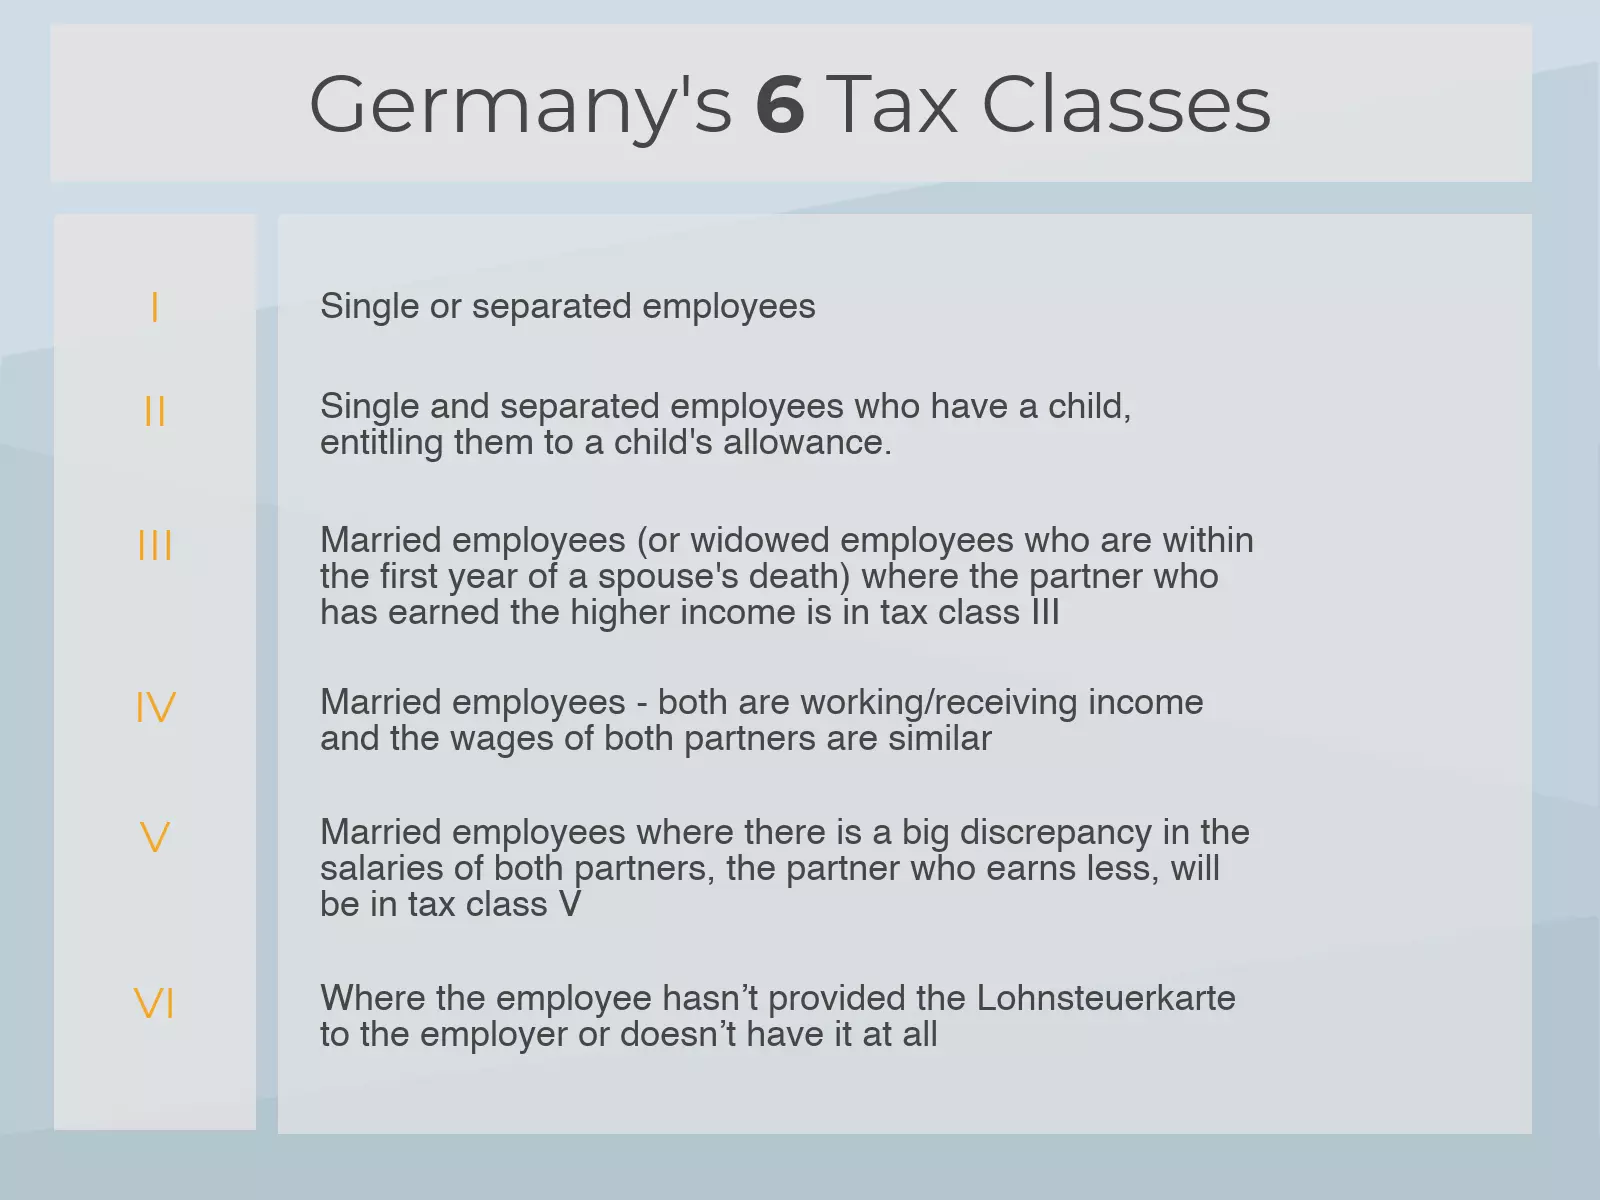 Germany's 6 Tax Classes
I
Single or separated employees
II
Single and separated employees who have a child,
entitling them to a child's allowance.
III
Married employees (or widowed employees who are within
the first year of a spouse's death) where the partner who
has earned the higher income is in tax class III
IV
Married employees - both are working/receiving income
and the wages of both partners are similar
V
Married employees where there is a big discrepancy in the
salaries of both partners, the partner who earns less, will
be in tax class V
VI
Where the employee hasn’t provided the Lohnsteuerkarte
to the employer or doesn’t have it at all